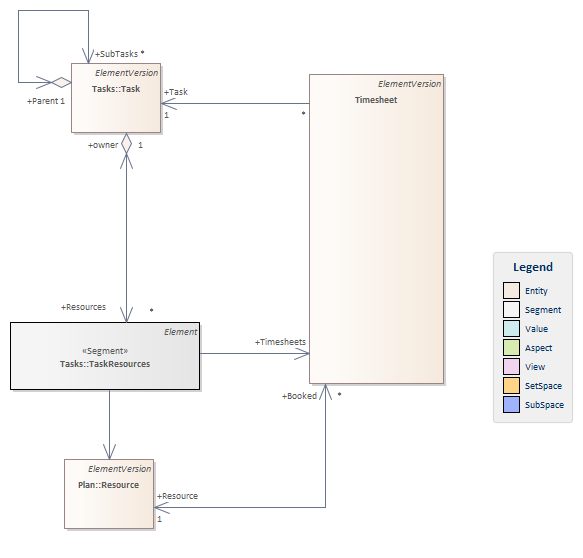 +SubTasks *
ElementVersion
Tasks::Task
+Parent 1
+Task
1
ElementVersion
Timesheet
*
+owner
1
+Resources
*
Element
«Segment»
Tasks::TaskResources
+Timesheets
+Booked
*
ElementVersion
Plan::Resource
+Resource
1
Legend
Entity
Segment
Value
Aspect
View
SetSpace
SubSpace